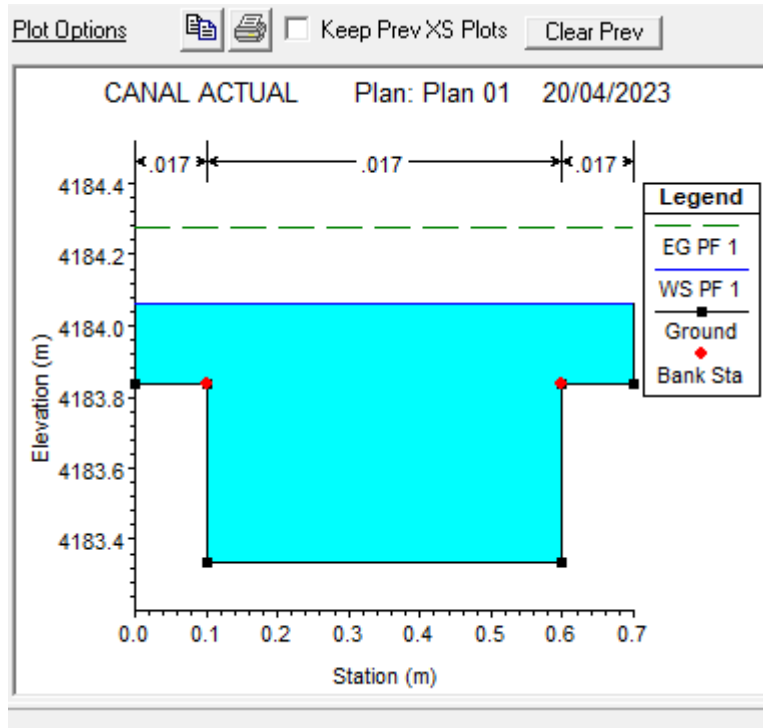 Plot Options
Keep Prev XS Plots
Clear Prev
CANAL ACTUAL Plan: Plan 01 20/04/2023
.017 .017 .017
4184.4
4184.2
4184.0
4183.8
4183.6
4183.4
Elevation (m)
0.0 0.1 0.2 0.3 0.4 0.5 0.6 0.7
Station (m)
Legend
EG PF 1
WS PF 1
Ground
Bank Sta